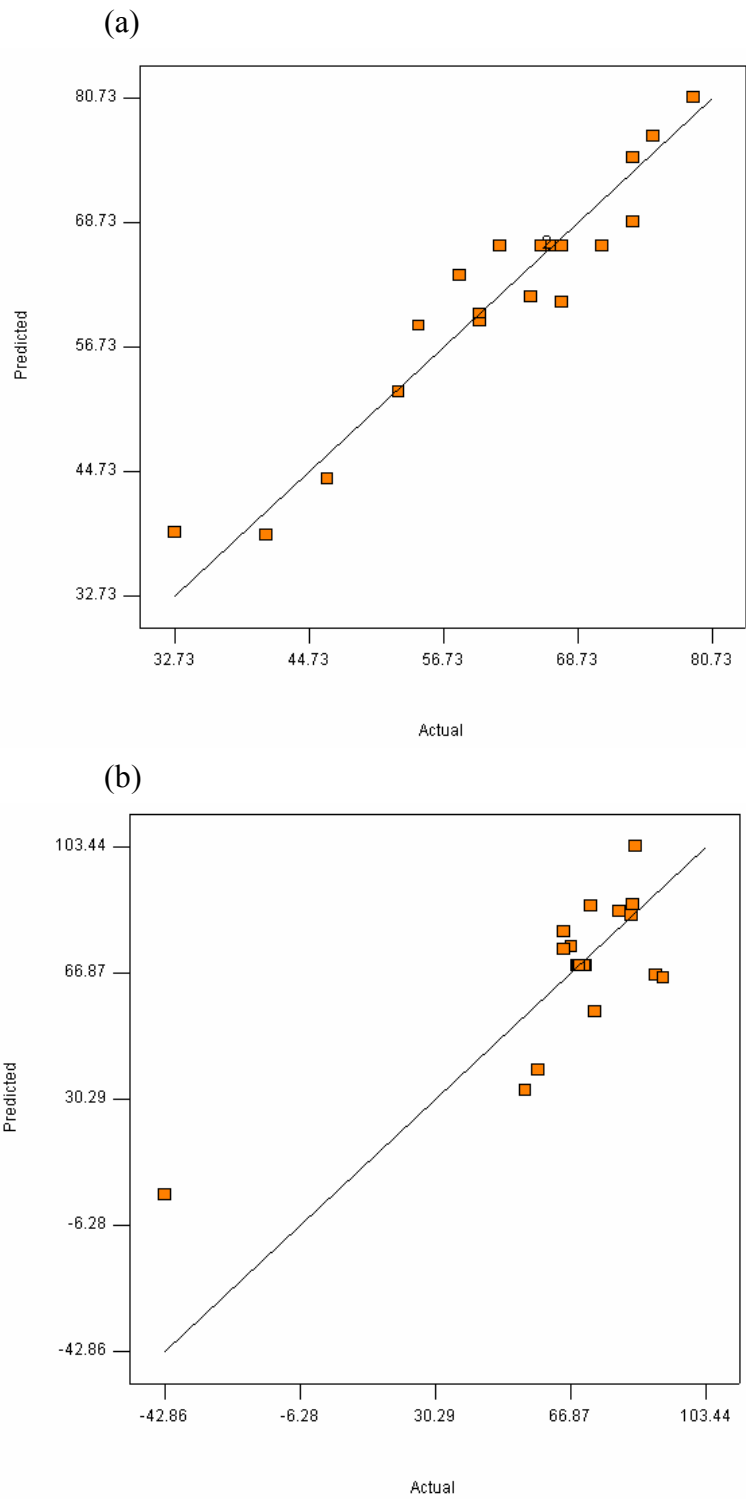 (a)
80.73
68.73
56.73
44.73
32.73
Predicted
2
32.73 44.73 56.73 68.73 80.73
Actual
(b)
103.44
66.87
30.29
-6.28
-42.86
Predicted
-42.86 -6.28 30.29 66.87 103.44
Actual